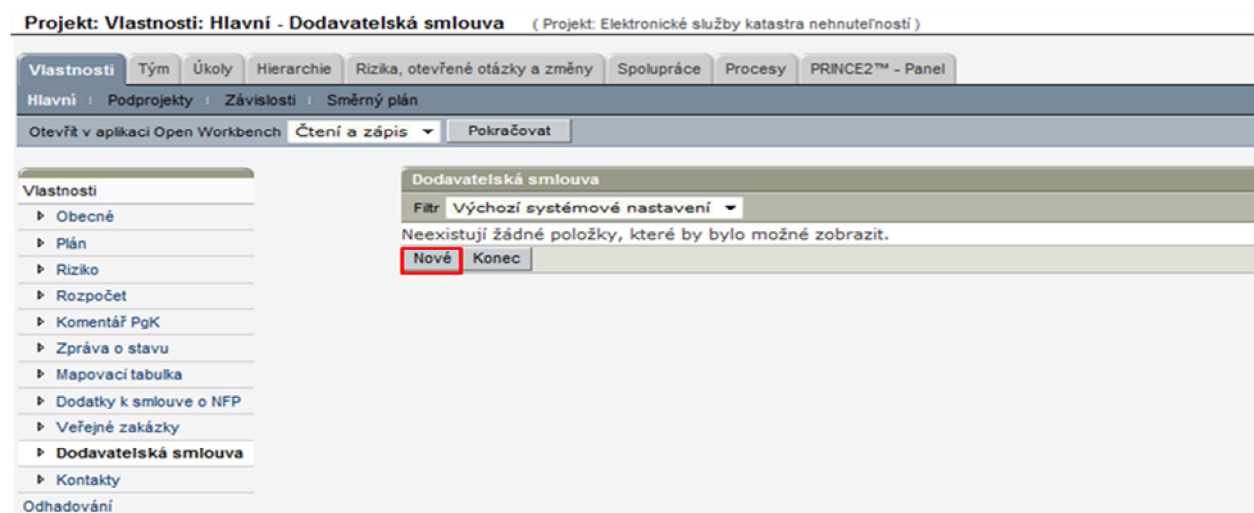 Projekt: Vlastnosti: Hlavní - Dodavatelská smlouva ( Projekt: Elektronické služby katastra nehnuteľností )
Vlastnosti Tým Úkoly Hierarchie Rizika, otevřené otázky a změny Spolupráce Procesy PRINCE2™ - Panel
Hlavní Podprojekty Závislosti Směrný plán
Otevřít v aplikaci Open Workbench Čtení a zápis Pokračovat
Vlastnosti
Obecné
Plán
Riziko
Rozpočet
Komentář PgK
Zpráva o stavu
Mapovací tabulka
Dodatky k smlouve o NFP
Veřejné zakázky
Dodavatelská smlouva
Kontakty
Odhadování
Dodavatelská smlouva
Filtr Výchozí systémové nastavení
Neexistují žádné položky, které by bylo možné zobrazit.
Nové Konec